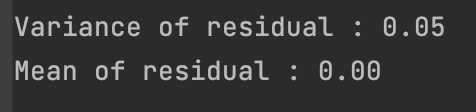 Variance of residual : 0.05
Mean of residual : 0.00